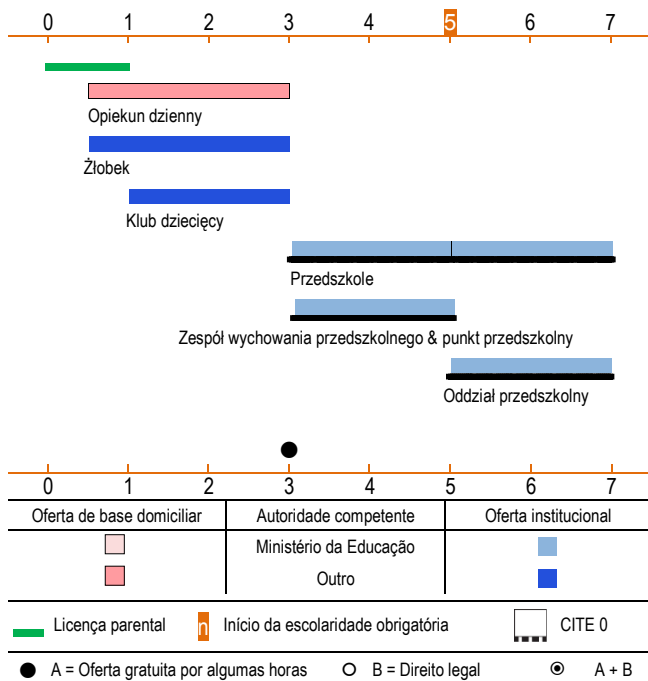 0 1 2 3 4 5 6 7
Opiekun dzienny
Żłobek
Klub dziecięcy
Przedszkole
Zespół wychowania przedszkolnego & punkt przedszkolny
Oddział przedszkolny
0 1 2 3 4 5 6 7
Oferta de base domiciliar Autoridade competente Oferta institucional
Ministério da Educação
Outro
Licença parental n Início da escolaridade obrigatória CITE 0
A = Oferta gratuita por algumas horas B = Direito legal A + B